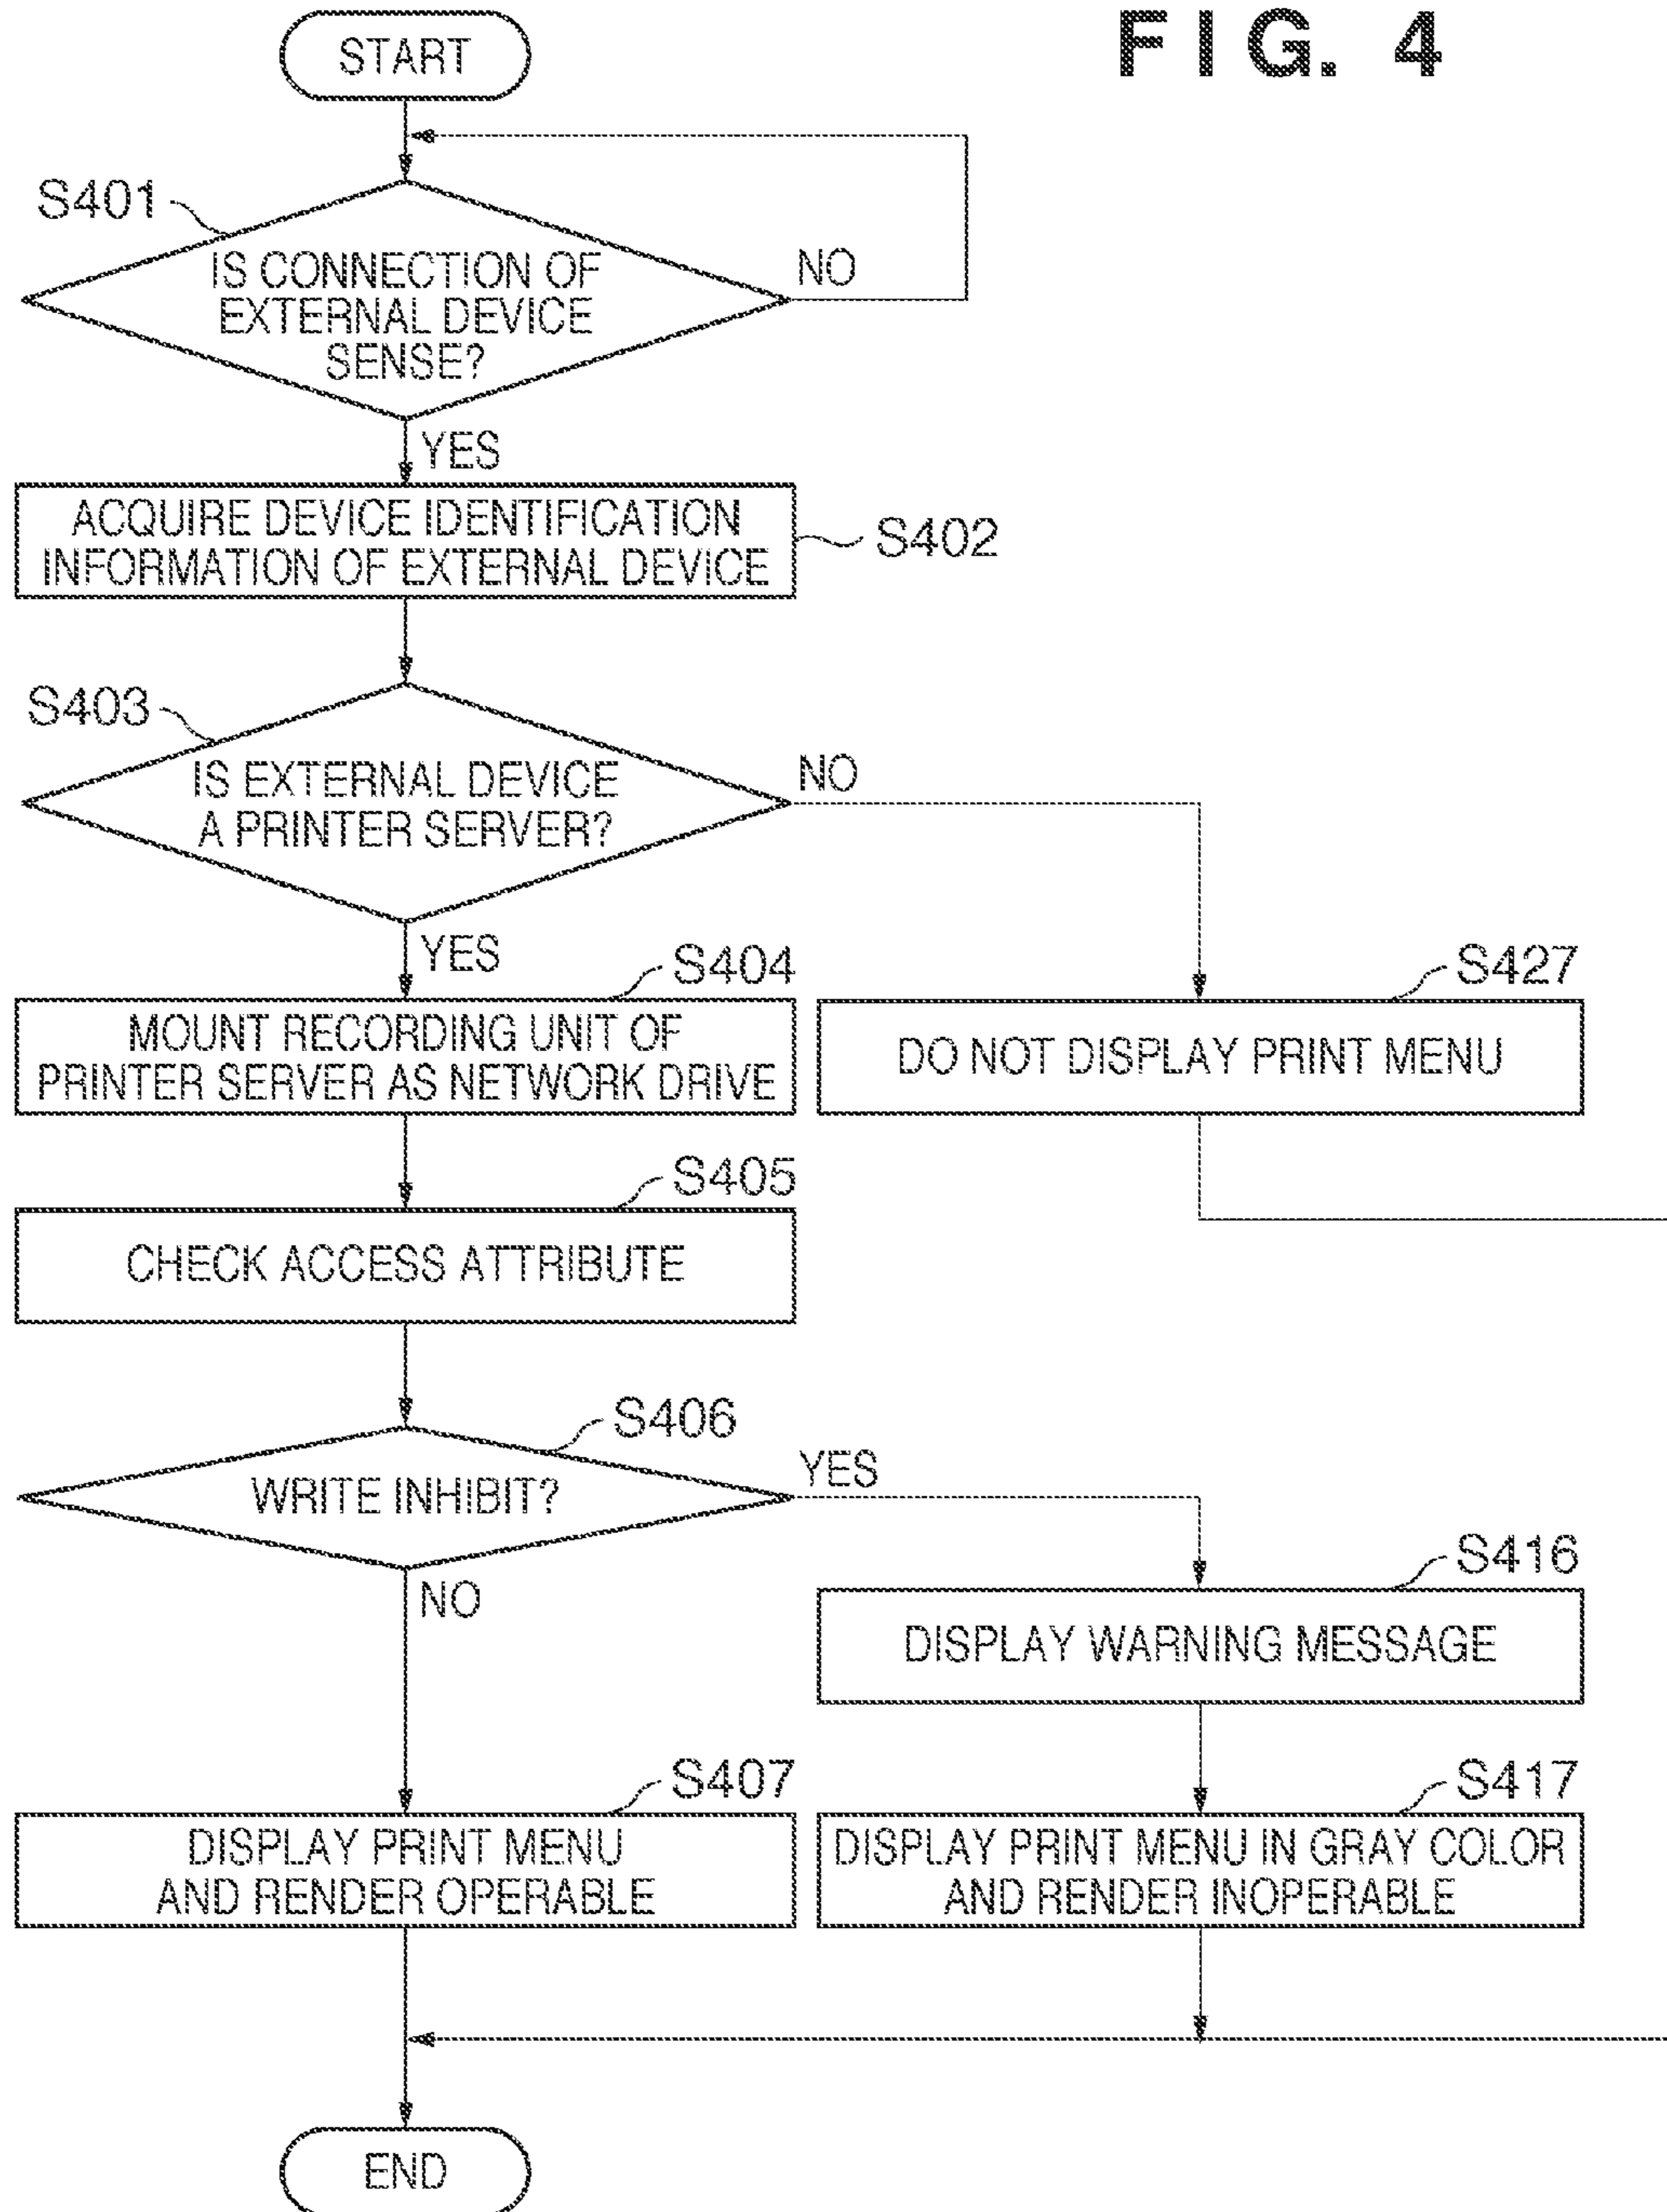 FIG. 4
START
S401
IS CONNECTION OF
EXTERNAL DEVICE
SENSE?
NO
YES
ACQUIRE DEVICE IDENTIFICATION
INFORMATION OF EXTERNAL DEVICE
S402
S403
IS EXTERNAL DEVICE
A PRINTER SERVER?
NO
YES
S404
MOUNT RECORDING UNIT OF
PRINTER SERVER AS NETWORK DRIVE
S427
DO NOT DISPLAY PRINT MENU
S405
CHECK ACCESS ATTRIBUTE
S406
WRITE INHIBIT?
YES
NO
S416
DISPLAY WARNING MESSAGE
S407
DISPLAY PRINT MENU
AND RENDER OPERABLE
S417
DISPLAY PRINT MENU IN GRAY COLOR
AND RENDER INOPERABLE
END